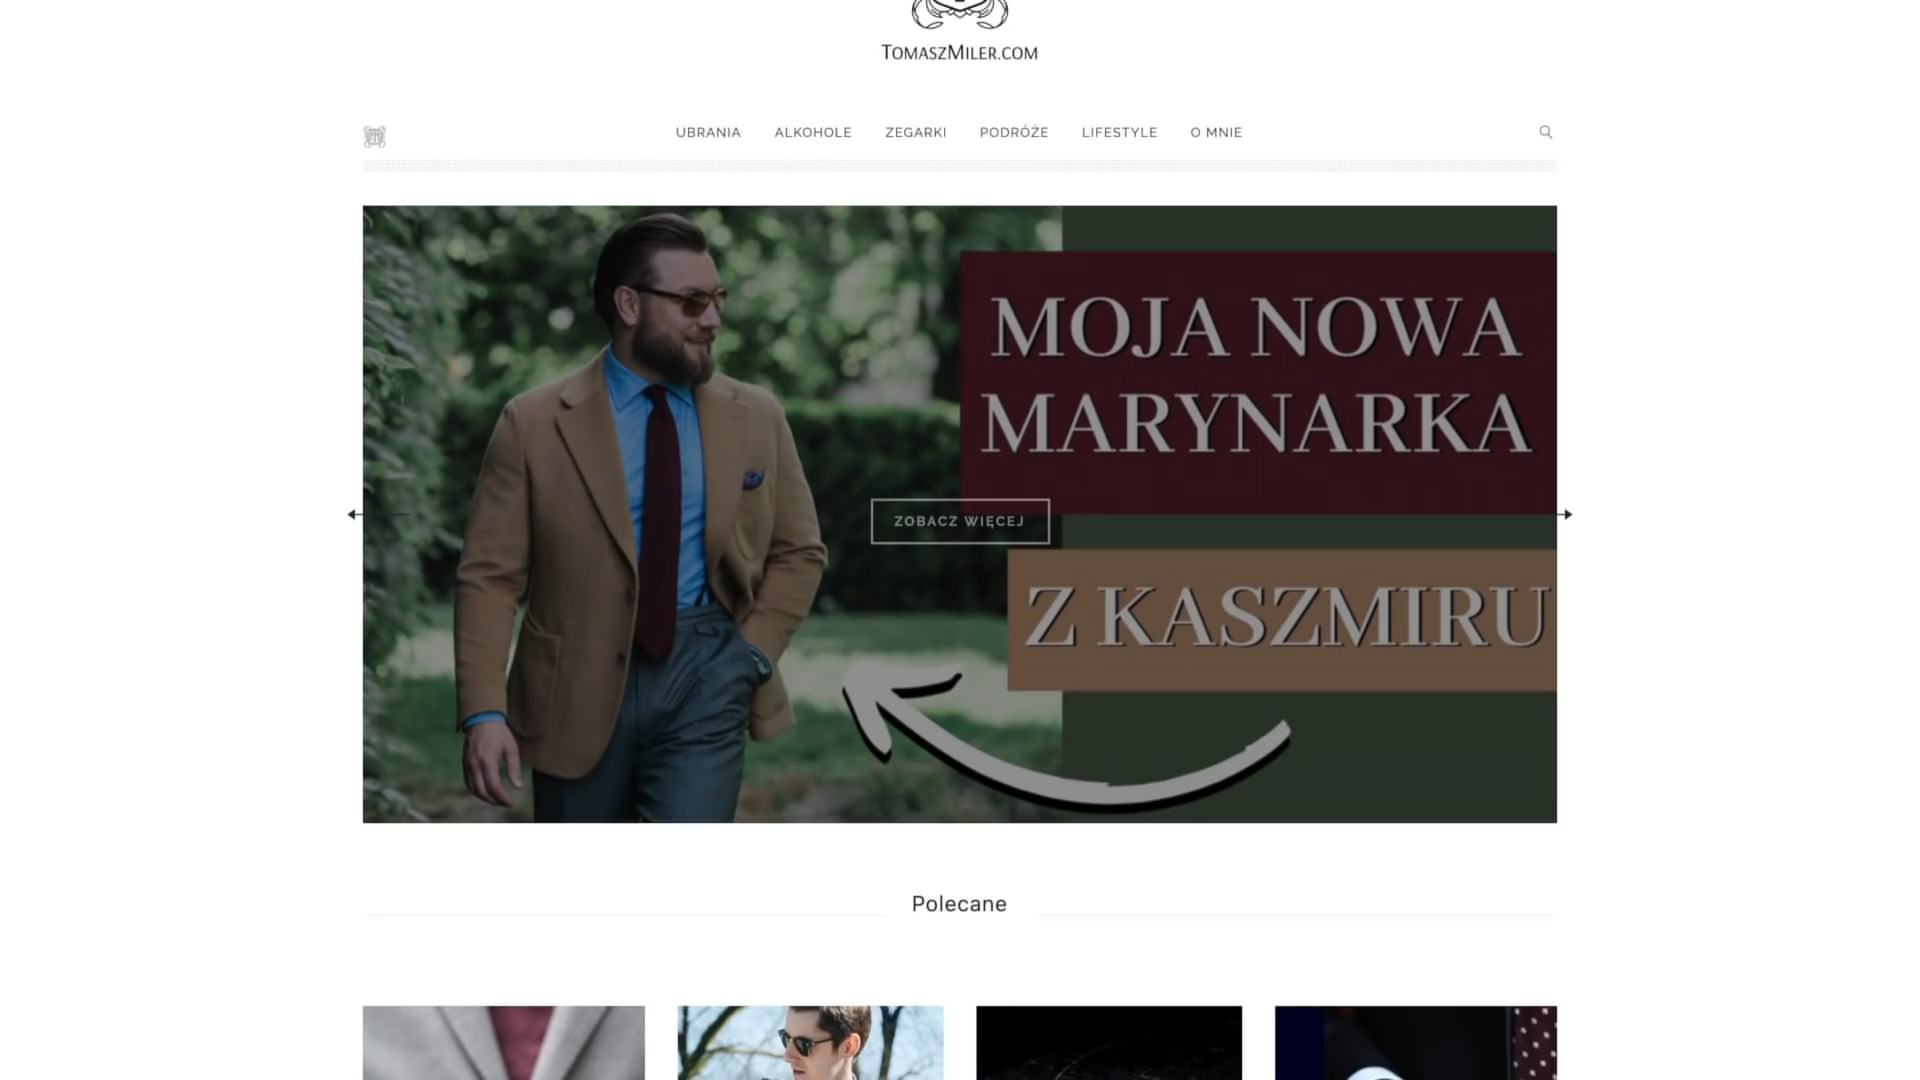 TomaszMiler.com
UBRANIA ALKOHOLE ZEGARKI PODRÓŻE LIFESTYLE O MNIE
MOJA NOWA
MARYNARKA
ZOBACZ WIĘCEJ
Z KASZMIRU
Polecane